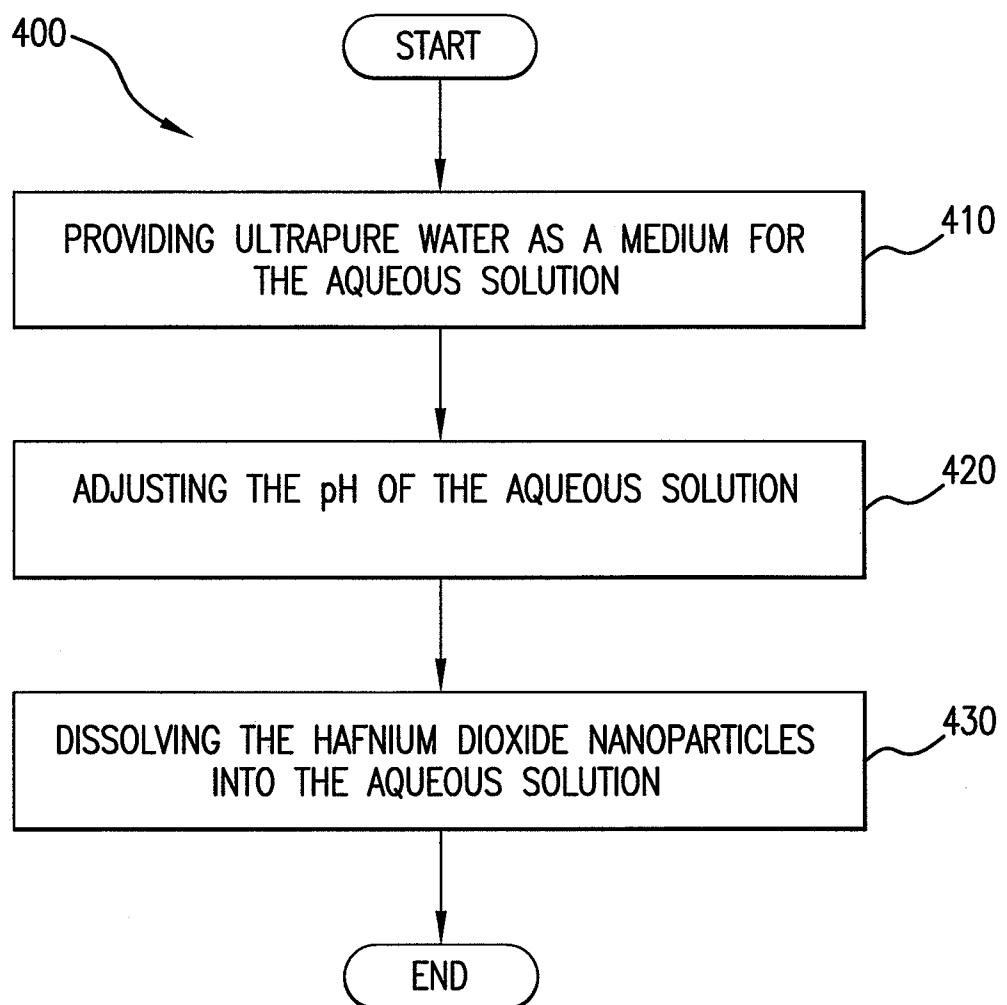 400
START
PROVIDING ULTRAPURE WATER AS A MEDIUM FOR
THE AQUEOUS SOLUTION
410
ADJUSTING THE pH OF THE AQUEOUS SOLUTION
420
DISSOLVING THE HAFNIUM DIOXIDE NANOPARTICLES
INTO THE AQUEOUS SOLUTION
430
END